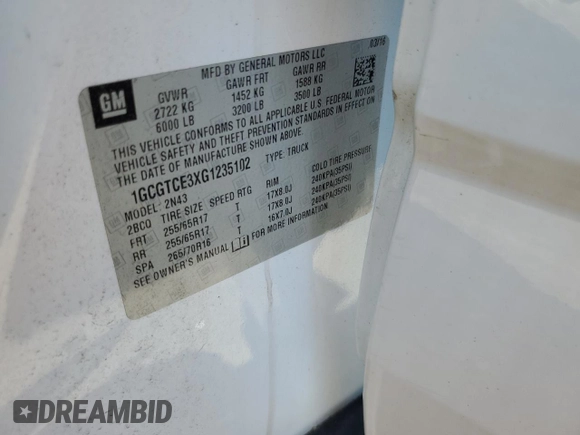 MFD BY GENERAL MOTORS LLC
03/16
GM
GVWR GAWR FRT GAWR RR
2722 KG 1452 KG 1588 KG
6000 LB 3200 LB 3500 LB
THIS VEHICLE CONFORMS TO ALL APPLICABLE U.S. FEDERAL MOTOR
VEHICLE SAFETY AND THEFT PREVENTION STANDARDS IN EFFECT ON
THE DATE OF MANUFACTURE SHOWN ABOVE.
1GCGTCE3XG1235102 TYPE: TRUCK
MODEL: 2N43
2BCQ TIRE SIZE SPEED RTG RIM COLD TIRE PRESSURE
FRT 255/65R17 T 17X8.0J 240KPA(35PSI)
RR 255/65R17 T 17X8.0J 240KPA(35PSI)
SPA 265/70R16 T 16X7.0J 240KPA(35PSI)
SEE OWNER'S MANUAL
DREAMBID